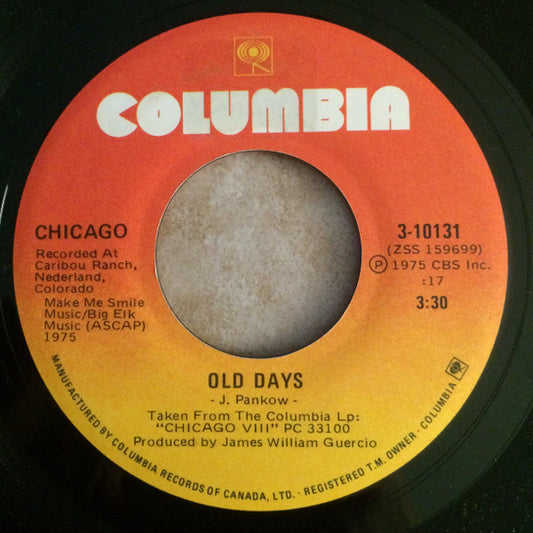 COLUMBIA
CHICAGO
Recorded At
Caribou Ranch,
Nederland,
Colorado
Make Me Smile
Music/Big Elk
Music (ASCAP)
1975
3-10131
(ZSS 159699)
Ⓟ 1975 CBS Inc.
:17
3:30
OLD DAYS
- J. Pankow -
Taken From The Columbia Lp:
"CHICAGO VIII" PC 33100
Produced by James William Guercio
MANUFACTURED BY COLUMBIA RECORDS OF CANADA, LTD. · REGISTERED T.M. OWNER · COLUMBIA